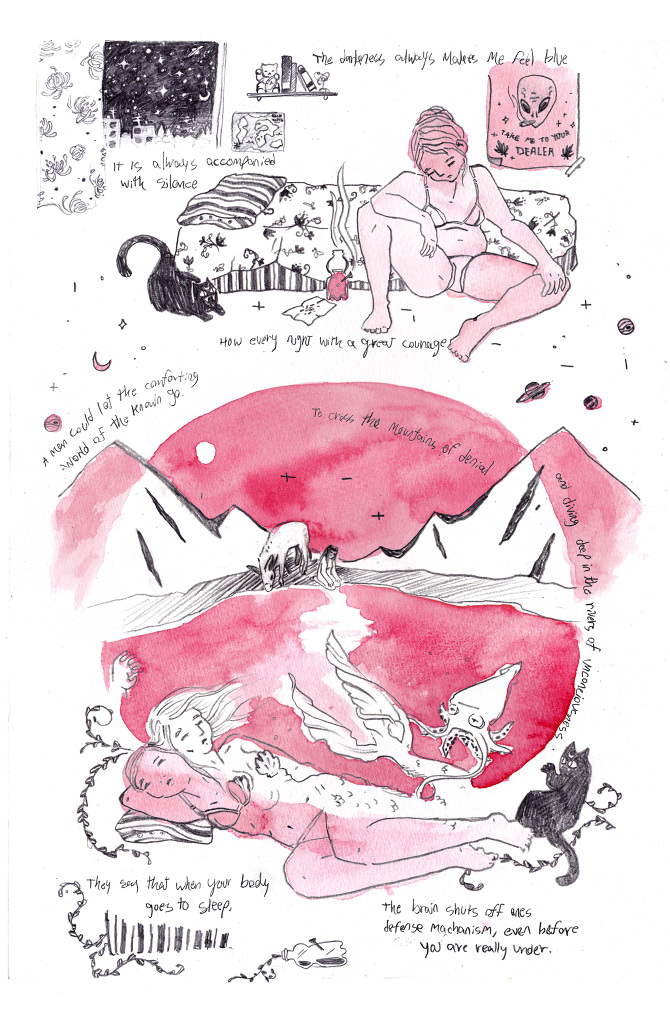 The darkness always makes me feel blue
TAKE ME TO YOUR
DEALER
It is always accompanied
with silence
How every night with a great courage
A man could let the comforting
world of the known go.
To cross the mountains of denial
and diving deep in the rivers of unconciousness.
They say that when your body
goes to sleep,
The brain shuts off ones
defense machanism, even before
you are really under.